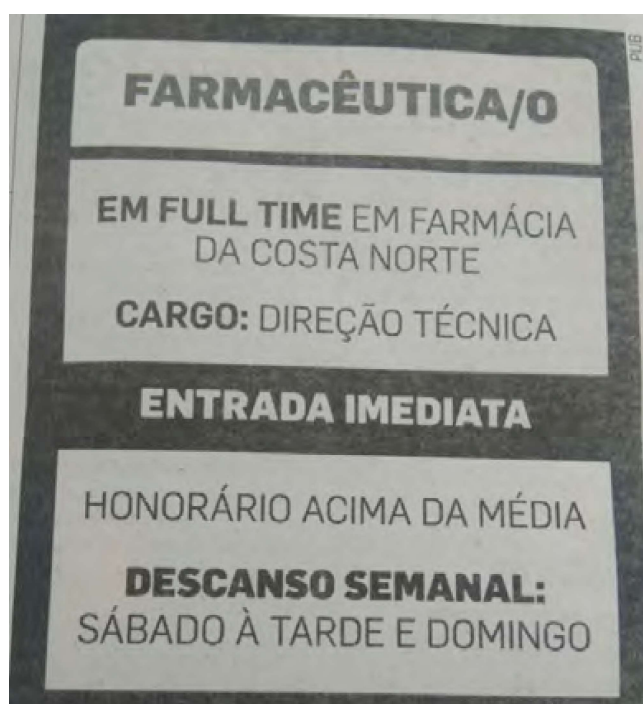 PUB
FARMACÊUTICA/O
EM FULL TIME EM FARMÁCIA
DA COSTA NORTE
CARGO: DIREÇÃO TÉCNICA
ENTRADA IMEDIATA
HONORÁRIO ACIMA DA MÉDIA
DESCANSO SEMANAL:
SÁBADO À TARDE E DOMINGO